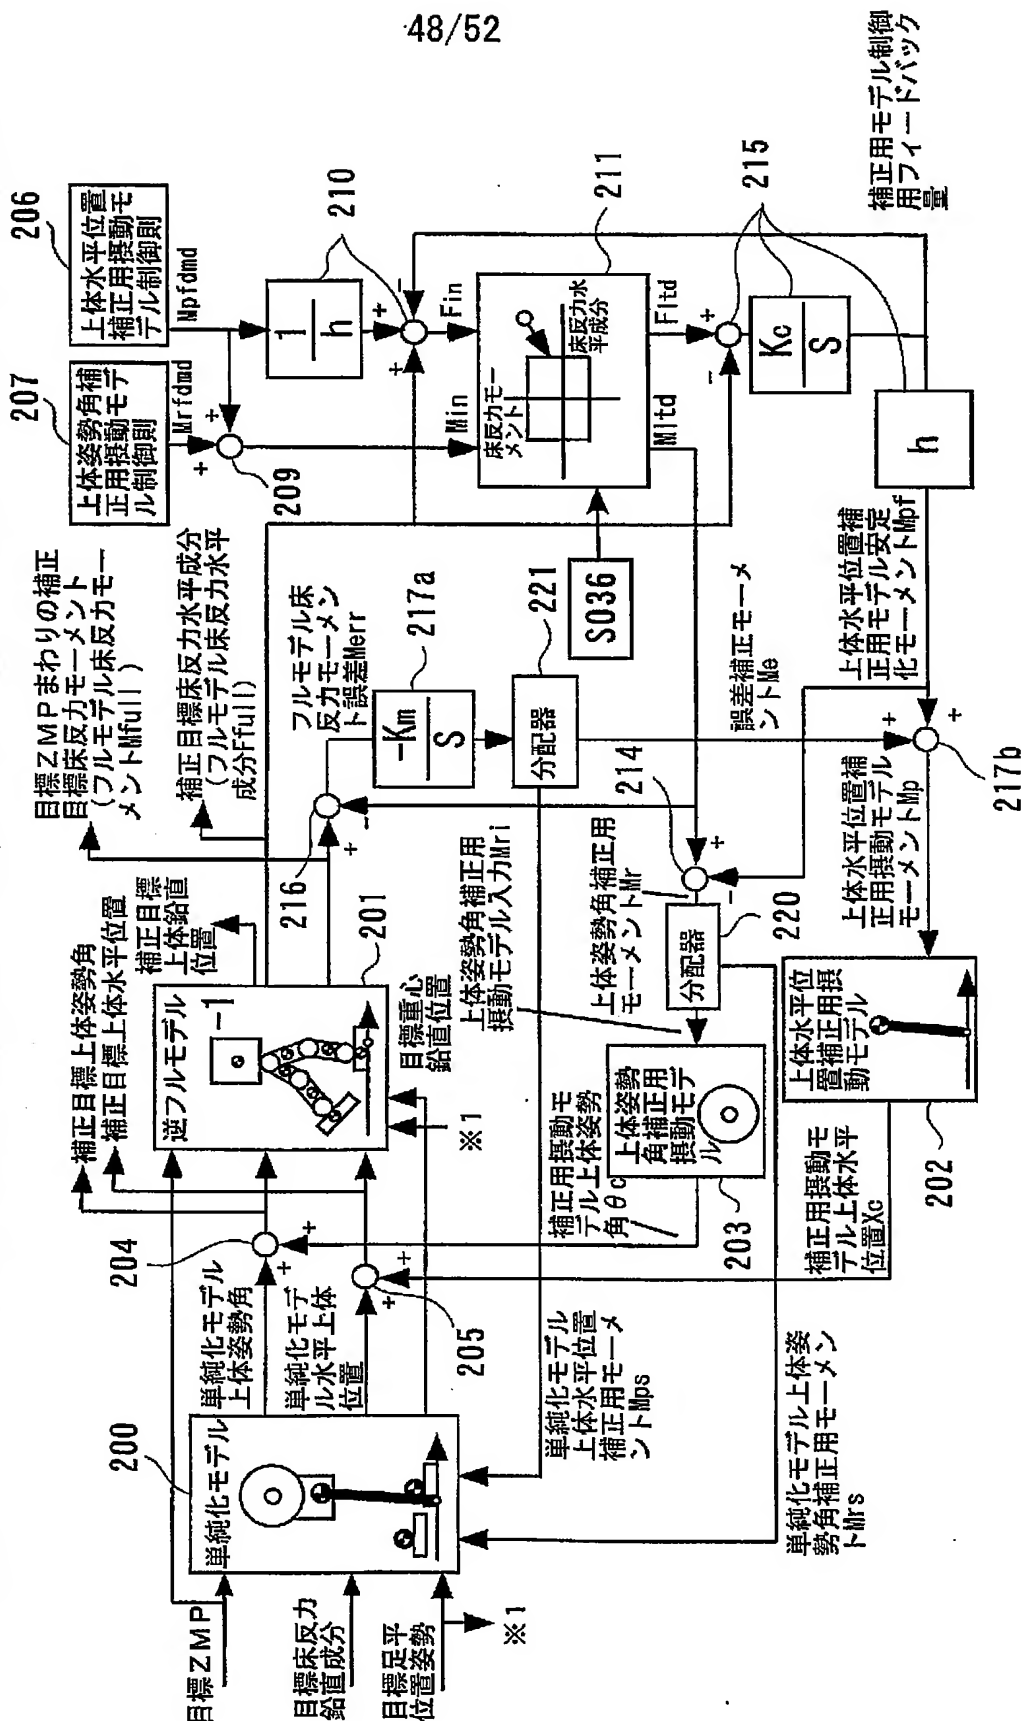 48/52
206
上体水平位置
補正用摂動モ
デル制御則
Mpfdmd
207
上体姿勢角補
正用摂動モデ
ル制御則
Mrfdmd
+
+
209
210
1
h
+
+
-
Fin
Min
211
床反力モー
メント
床反力水
平成分
Fltd
Mltd
SO36
+
-
215
Kc
S
補正用モデル制御
用フィードバック
量
h
目標ZMPまわりの補正
目標床反力モーメント
(フルモデル床反力モー
メントMfull)
補正目標床反力水平成分
(フルモデル床反力水平
成分Ffull)
フルモデル床
反力モーメン
ト誤差Merr
217a
-Km
S
221
分配器
216
+
-
誤差補正モーメ
ントMe
上体水平位置補
正用モデル安定
化モーメントMpf
+
+
217b
214
+
-
上体水平位置補
正用摂動モデル
モーメントMp
補正目標上体姿勢角
補正目標上体水平位置
補正目標
上体鉛直
位置
201
逆フルモデル
-1
目標重心
鉛直位置
※1
上体姿勢角補正用
摂動モデル入力Mri
上体姿勢角補正用
モーメントMr
220
分配器
上体姿勢
角補正用
摂動モデ
ル
203
上体水平位
置補正用摂
動モデル
202
補正用摂動モ
デル上体姿勢
角θc
補正用摂動モ
デル上体水平
位置Xc
204
+
+
205
+
+
単純化モデル
上体姿勢角
単純化モデ
ル水平上体
位置
単純化モデル
上体水平位置
補正用モーメ
ントMps
単純化モデル上体姿
勢角補正用モーメン
トMrs
200
単純化モデル
目標ZMP
目標床反力
鉛直成分
目標足平
位置姿勢
※1